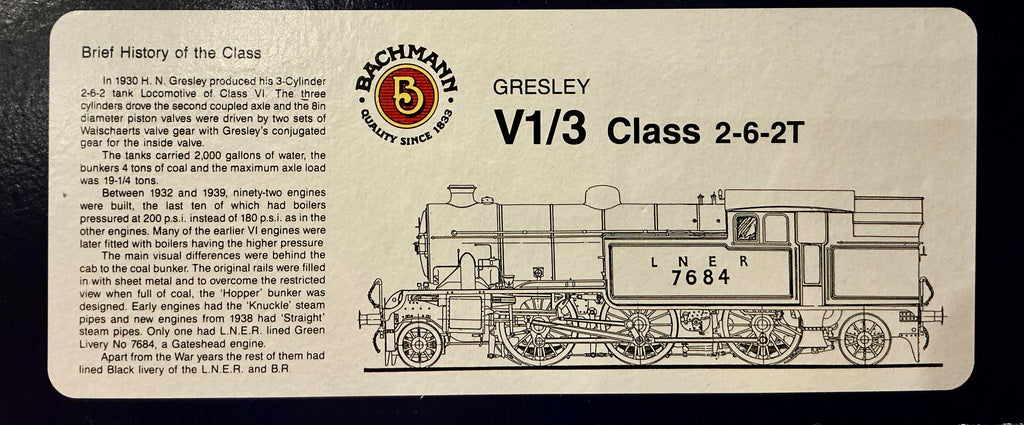 Brief History of the Class
In 1930 H. N. Gresley produced his 3-Cylinder
2-6-2 tank Locomotive of Class VI. The three
cylinders drove the second coupled axle and the 8in
diameter piston valves were driven by two sets of
Walschaerts valve gear with Gresley's conjugated
gear for the inside valve.
The tanks carried 2,000 gallons of water, the
bunkers 4 tons of coal and the maximum axle load
was 19-1/4 tons.
Between 1932 and 1939, ninety-two engines
were built, the last ten of which had boilers
pressured at 200 p.s.i. instead of 180 p.s.i. as in the
other engines. Many of the earlier VI engines were
later fitted with boilers having the higher pressure
The main visual differences were behind the
cab to the coal bunker. The original rails were filled
in with sheet metal and to overcome the restricted
view when full of coal, the 'Hopper' bunker was
designed. Early engines had the 'Knuckle' steam
pipes and new engines from 1938 had 'Straight'
steam pipes. Only one had L.N.E.R. lined Green
Livery No 7684, a Gateshead engine.
Apart from the War years the rest of them had
lined Black livery of the L.N.E.R. and B.R.
BACHMANN
B
QUALITY SINCE 1833
GRESLEY
V1/3 Class 2-6-2T
L N E R
7684